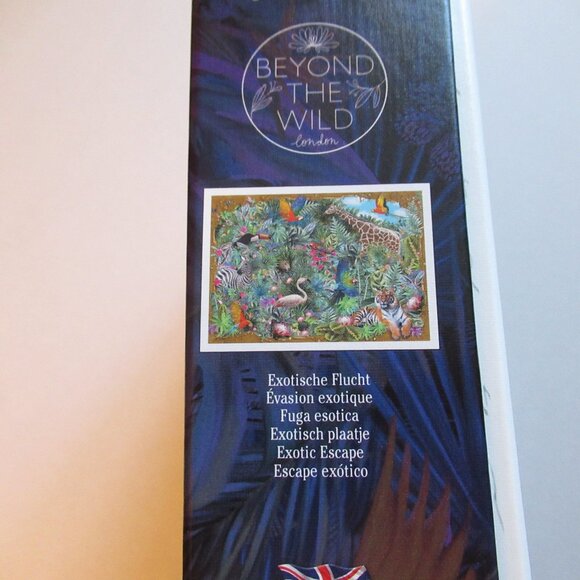 BEYOND
THE
WILD
london
Exotische Flucht
Évasion exotique
Fuga esotica
Exotisch plaatje
Exotic Escape
Escape exótico